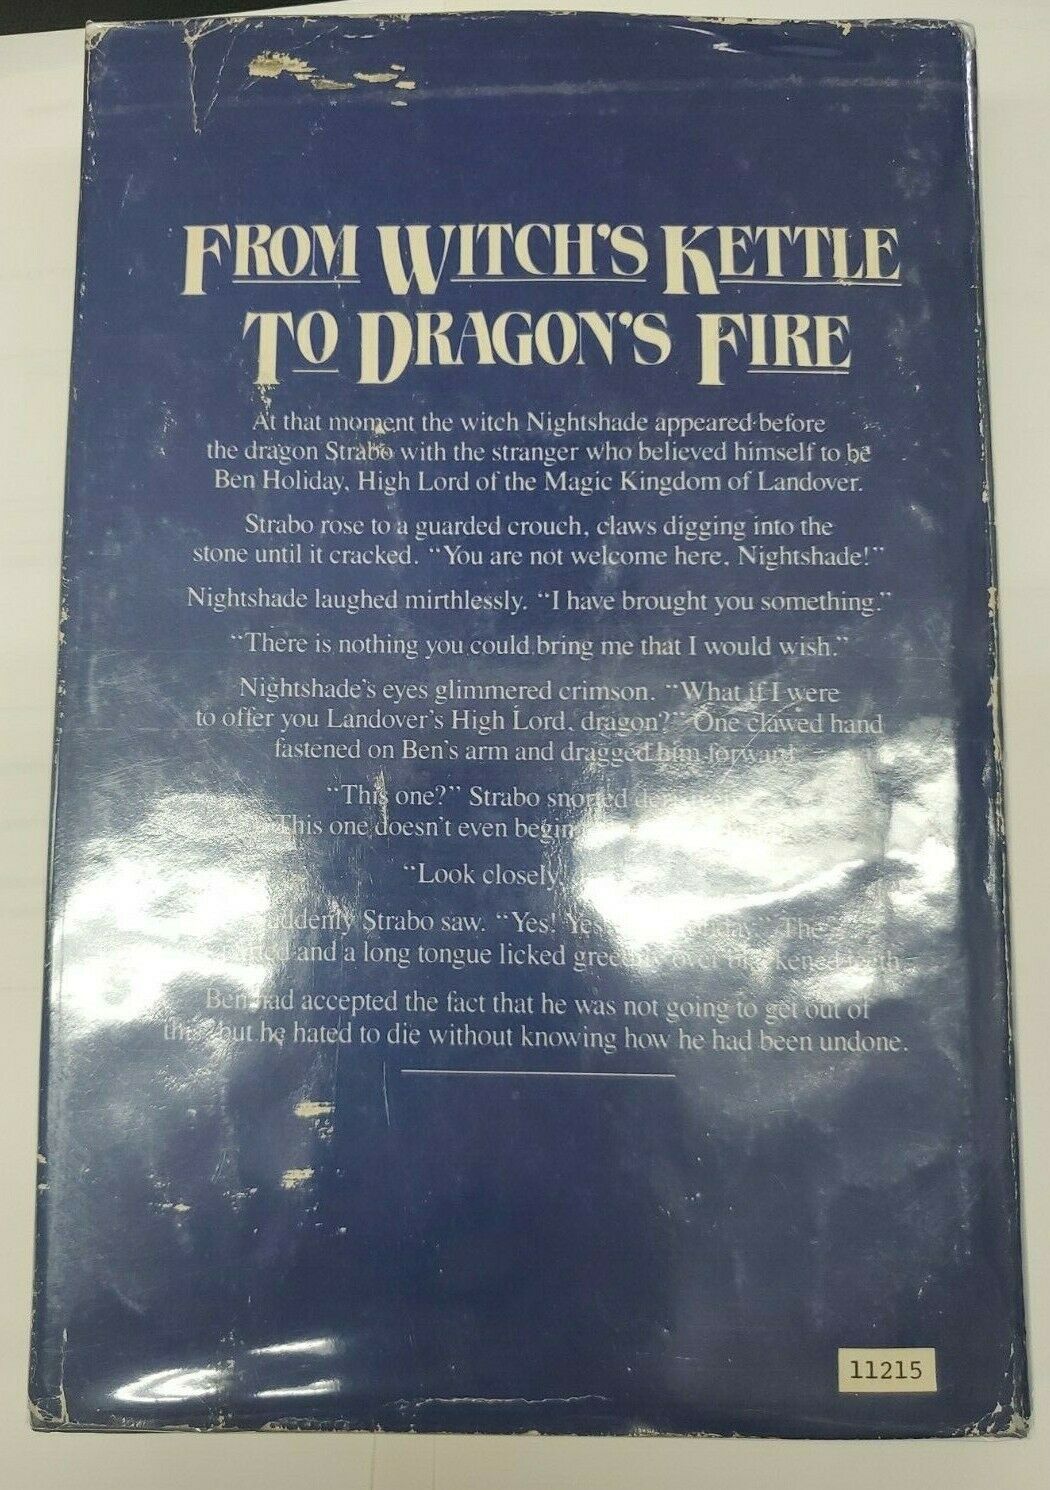 FROM WITCH'S KETTLE
TO DRAGON'S FIRE
At that moment the witch Nightshade appeared before
the dragon Strabo with the stranger who believed himself to be
Ben Holiday, High Lord of the Magic Kingdom of Landover.
Strabo rose to a guarded crouch, claws digging into the
stone until it cracked. "You are not welcome here, Nightshade!"
Nightshade laughed mirthlessly. "I have brought you something."
"There is nothing you could bring me that I would wish."
Nightshade's eyes glimmered crimson. "What if I were
to offer you Landover's High Lord, dragon?" One clawed hand
fastened on Ben's arm and dragged him forward
"This one?" Strabo snorted
This one doesn't even begin
"Look closely,
Strabo saw. "Yes! The
and a long tongue licked over teeth
Ben had accepted the fact that he was not going to get out of
but he hated to die without knowing how he had been undone.
11215